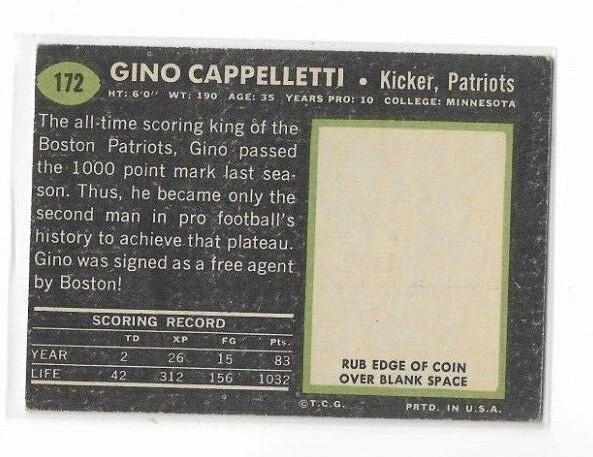 172
GINO CAPPELLETTI • Kicker, Patriots
HT: 6'0" WT: 190 AGE: 35 YEARS PRO: 10 COLLEGE: MINNESOTA
The all-time scoring king of the
Boston Patriots, Gino passed
the 1000 point mark last sea-
son. Thus, he became only the
second man in pro football's
history to achieve that plateau.
Gino was signed as a free agent
by Boston!
SCORING RECORD
TD XP FG Pts.
YEAR 2 26 15 83
LIFE 42 312 156 1032
RUB EDGE OF COIN
OVER BLANK SPACE
©T.C.G. PRTD. IN U.S.A.